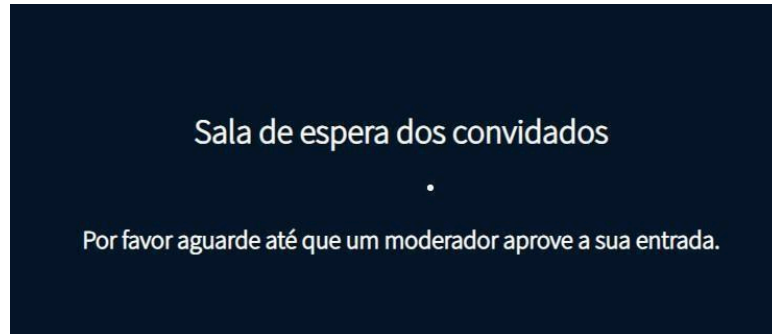 Sala de espera dos convidados
Por favor aguarde até que um moderador aprove a sua entrada.